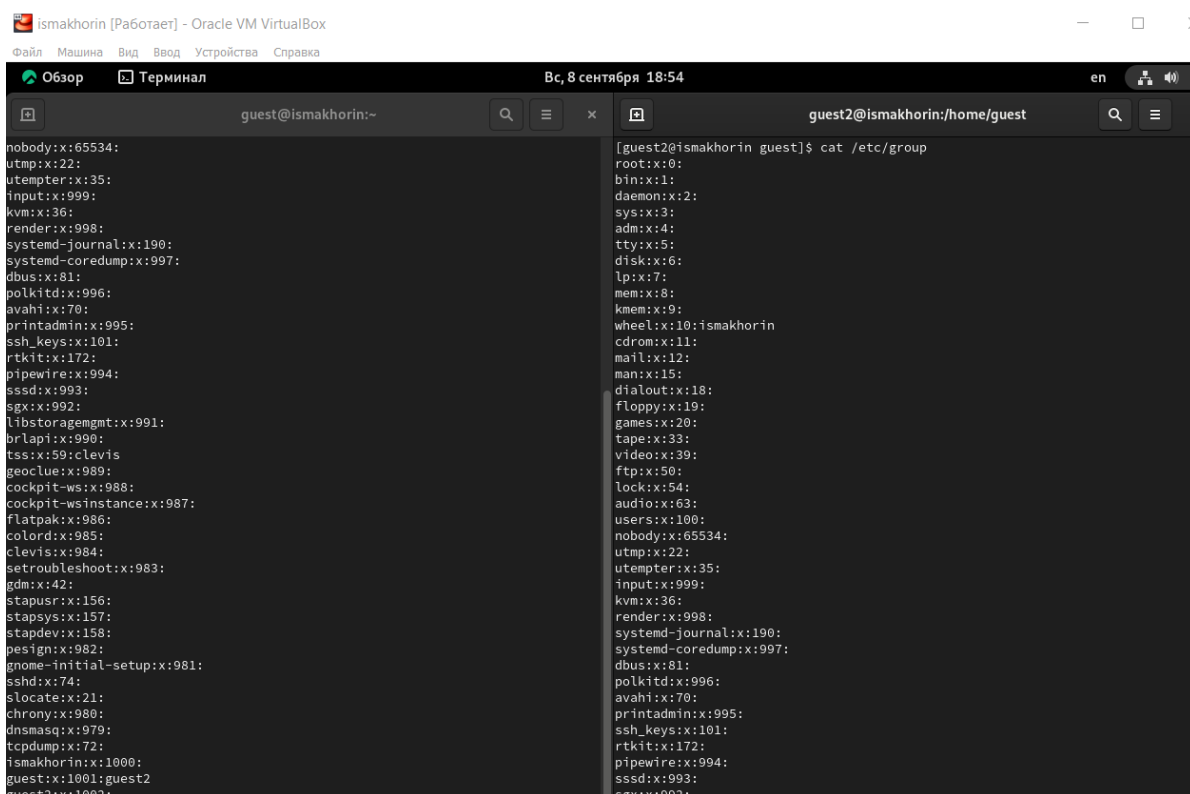 ismakhorin [Работает] - Oracle VM VirtualBox
Файл Машина Вид Ввод Устройства Справка
Обзор Терминал Вс, 8 сентября 18:54 en
guest@ismakhorin:~
nobody:x:65534:
utmp:x:22:
utempter:x:35:
input:x:999:
kvm:x:36:
render:x:998:
systemd-journal:x:190:
systemd-coredump:x:997:
dbus:x:81:
polkitd:x:996:
avahi:x:70:
printadmin:x:995:
ssh_keys:x:101:
rtkit:x:172:
pipewire:x:994:
sssd:x:993:
sgx:x:992:
libstoragemgmt:x:991:
brlapi:x:990:
tss:x:59:clevis
geoclue:x:989:
cockpit-ws:x:988:
cockpit-wsinstance:x:987:
flatpak:x:986:
colord:x:985:
clevis:x:984:
setroubleshoot:x:983:
gdm:x:42:
stapusr:x:156:
stapsys:x:157:
stapdev:x:158:
pesign:x:982:
gnome-initial-setup:x:981:
sshd:x:74:
slocate:x:21:
chrony:x:980:
dnsmasq:x:979:
tcpdump:x:72:
ismakhorin:x:1000:
guest:x:1001:guest2
guest2:x:1002:
guest2@ismakhorin:/home/guest
[guest2@ismakhorin guest]$ cat /etc/group
root:x:0:
bin:x:1:
daemon:x:2:
sys:x:3:
adm:x:4:
tty:x:5:
disk:x:6:
lp:x:7:
mem:x:8:
kmem:x:9:
wheel:x:10:ismakhorin
cdrom:x:11:
mail:x:12:
man:x:15:
dialout:x:18:
floppy:x:19:
games:x:20:
tape:x:33:
video:x:39:
ftp:x:50:
lock:x:54:
audio:x:63:
users:x:100:
nobody:x:65534:
utmp:x:22:
utempter:x:35:
input:x:999:
kvm:x:36:
render:x:998:
systemd-journal:x:190:
systemd-coredump:x:997:
dbus:x:81:
polkitd:x:996:
avahi:x:70:
printadmin:x:995:
ssh_keys:x:101:
rtkit:x:172:
pipewire:x:994:
sssd:x:993:
sgx:x:992: